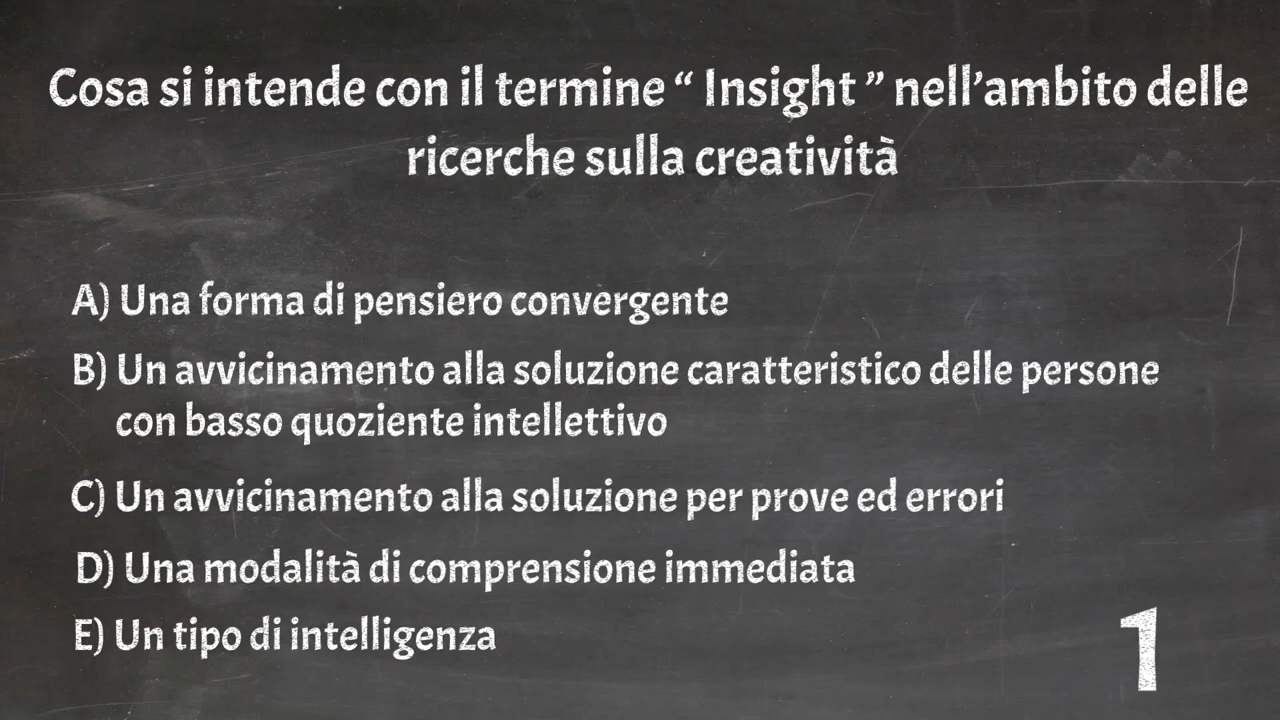 Cosa si intende con il termine “ Insight ” nell’ambito delle
ricerche sulla creatività
A) Una forma di pensiero convergente
B) Un avvicinamento alla soluzione caratteristico delle persone
con basso quoziente intellettivo
C) Un avvicinamento alla soluzione per prove ed errori
D) Una modalità di comprensione immediata
E) Un tipo di intelligenza
1